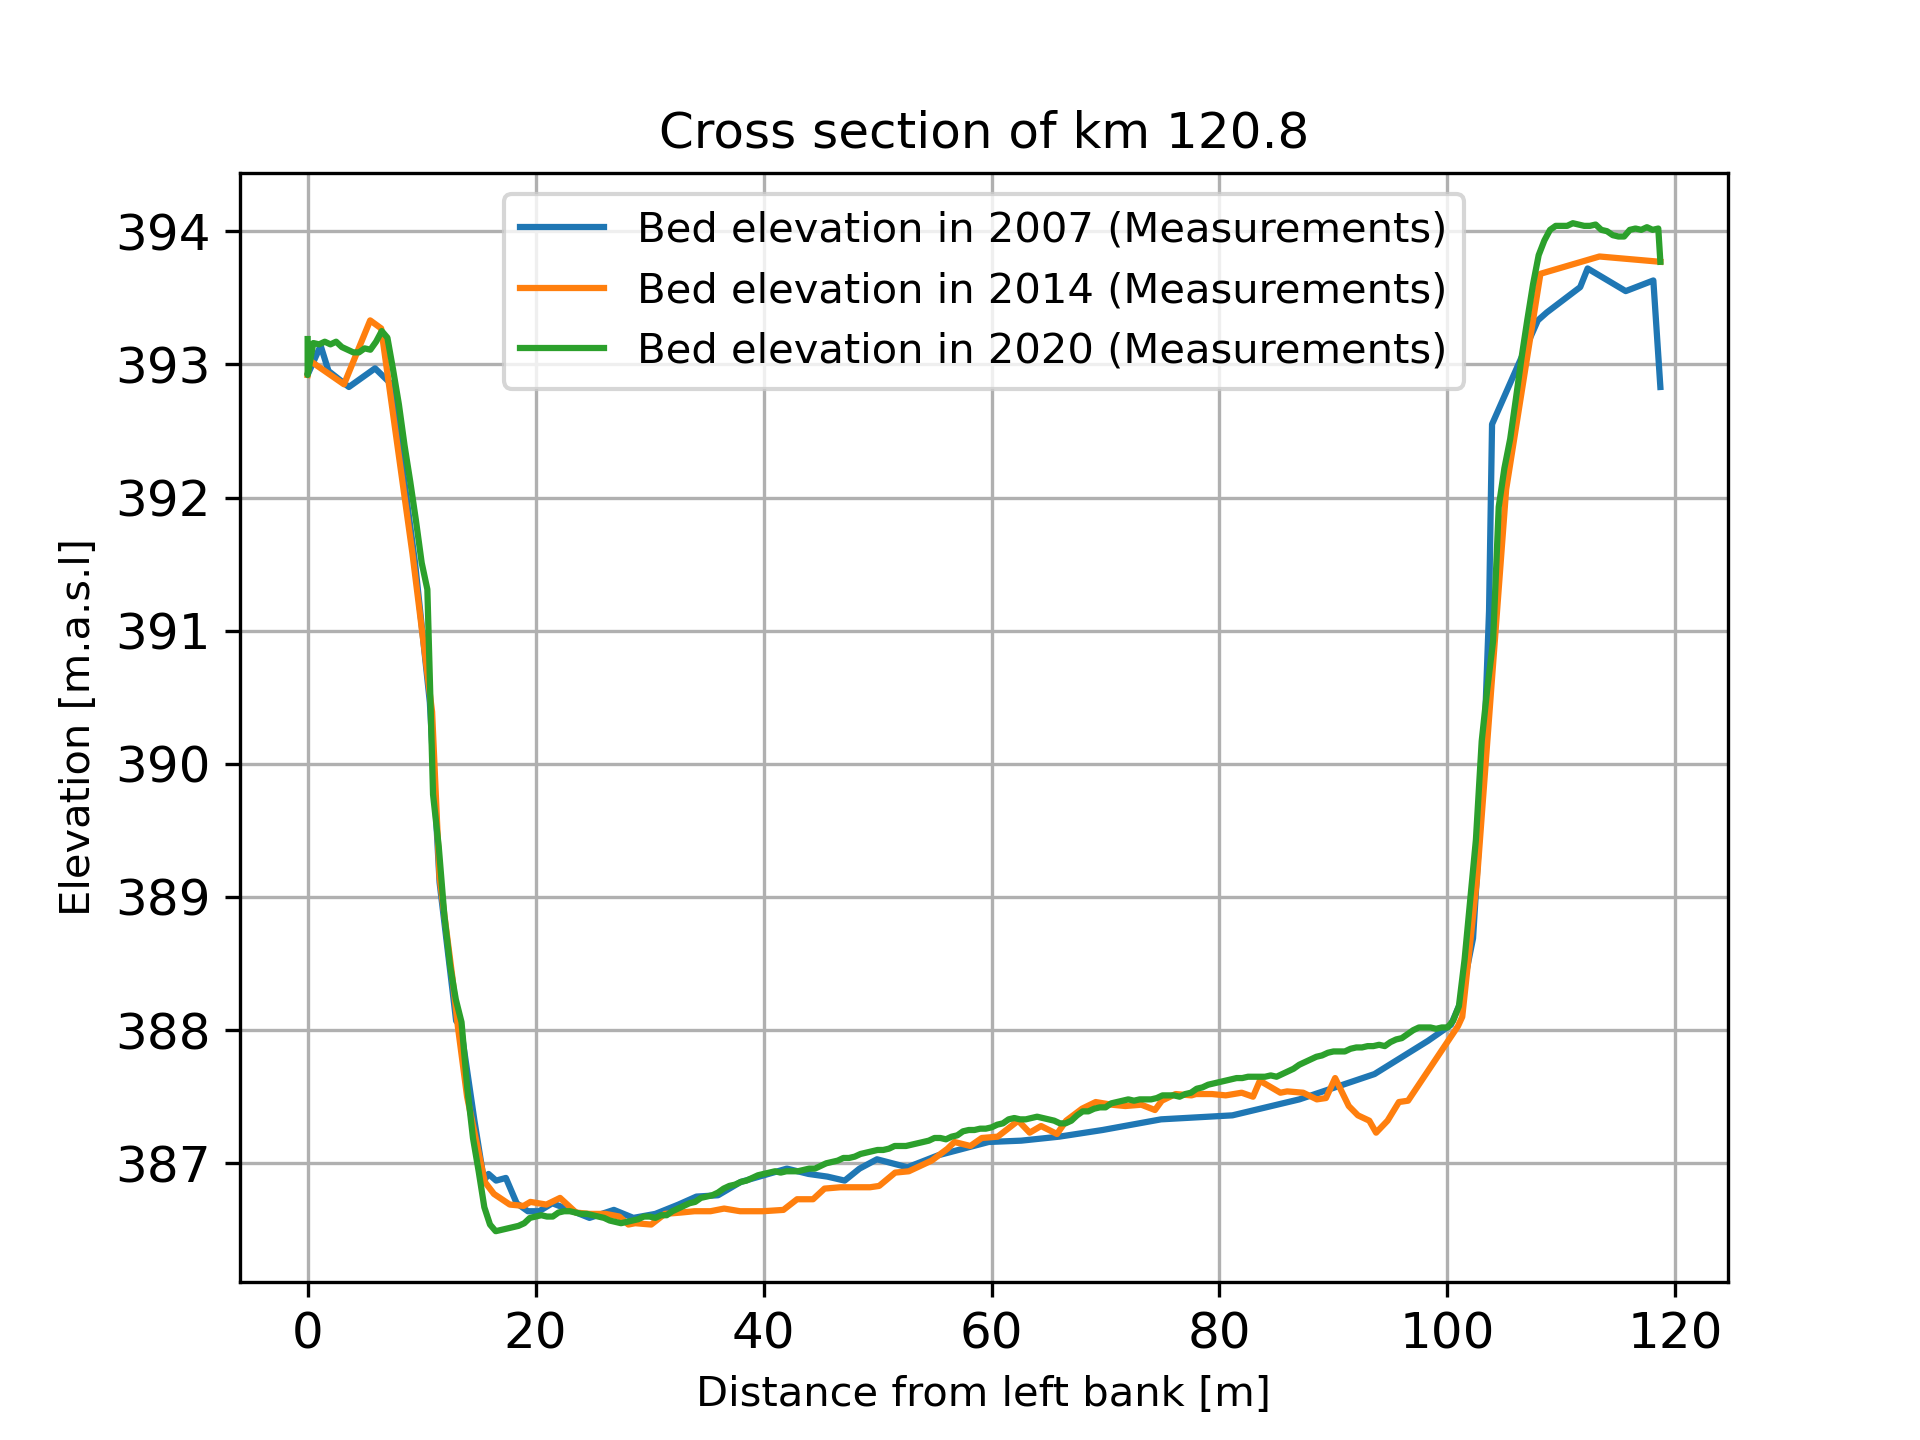 Cross section of km 120.8
Bed elevation in 2007 (Measurements)
Bed elevation in 2014 (Measurements)
Bed elevation in 2020 (Measurements)
394
393
392
391
390
389
388
387
Elevation [m.a.s.l]
0 20 40 60 80 100 120
Distance from left bank [m]